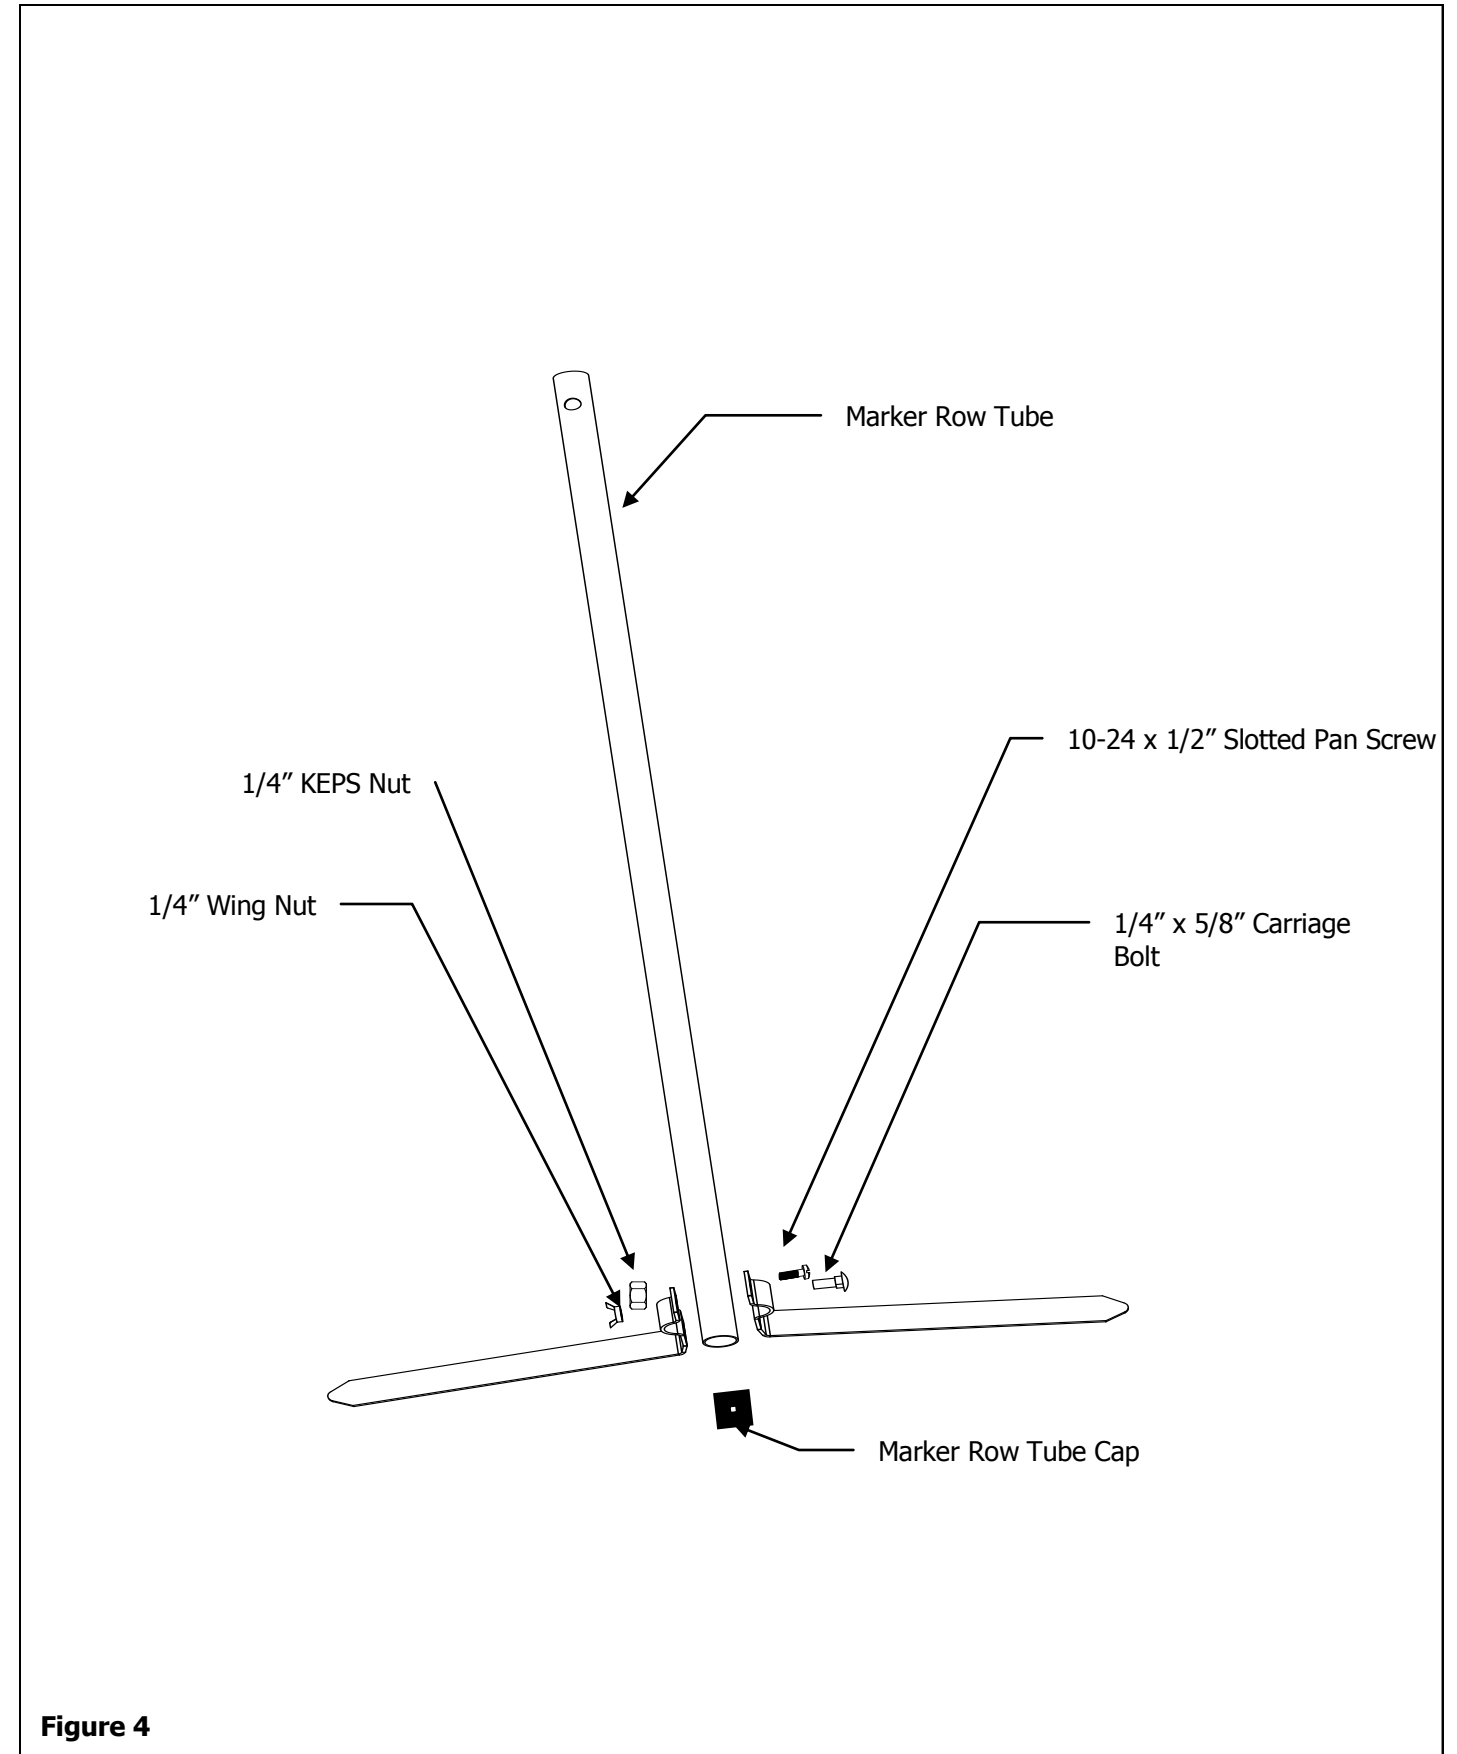 Marker Row Tube
10-24 x 1/2” Slotted Pan Screw
1/4” KEPS Nut
1/4” Wing Nut
1/4” x 5/8” Carriage
Bolt
Marker Row Tube Cap
Figure 4